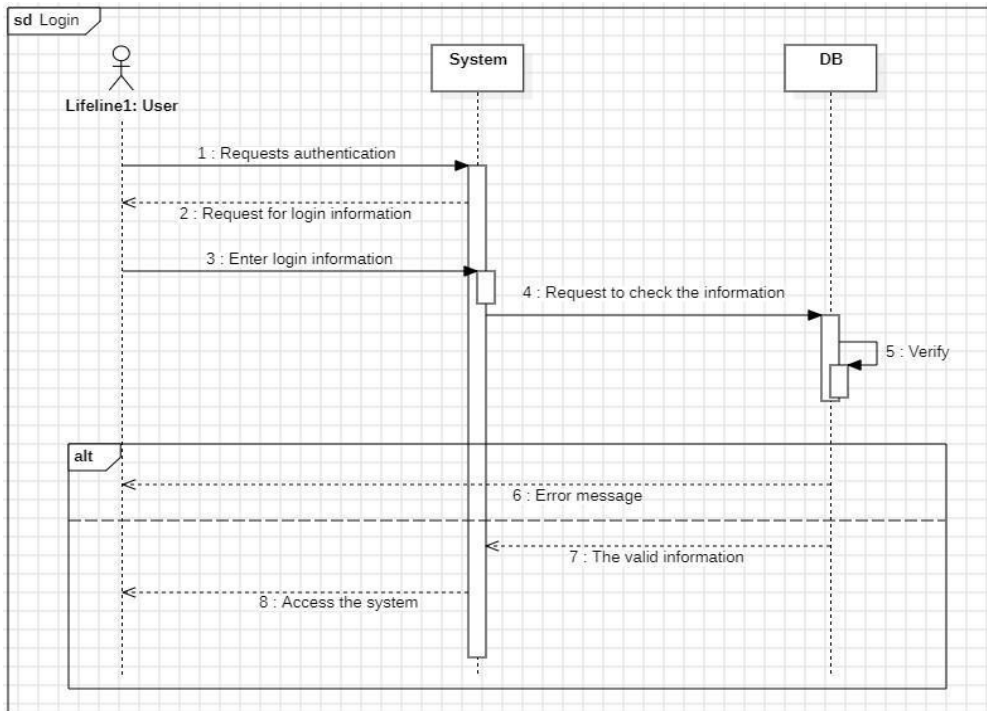 sd Login
System
DB
Lifeline1: User
1 : Requests authentication
2 : Request for login information
3 : Enter login information
4 : Request to check the information
5 : Verify
alt
6 : Error message
7 : The valid information
8 : Access the system